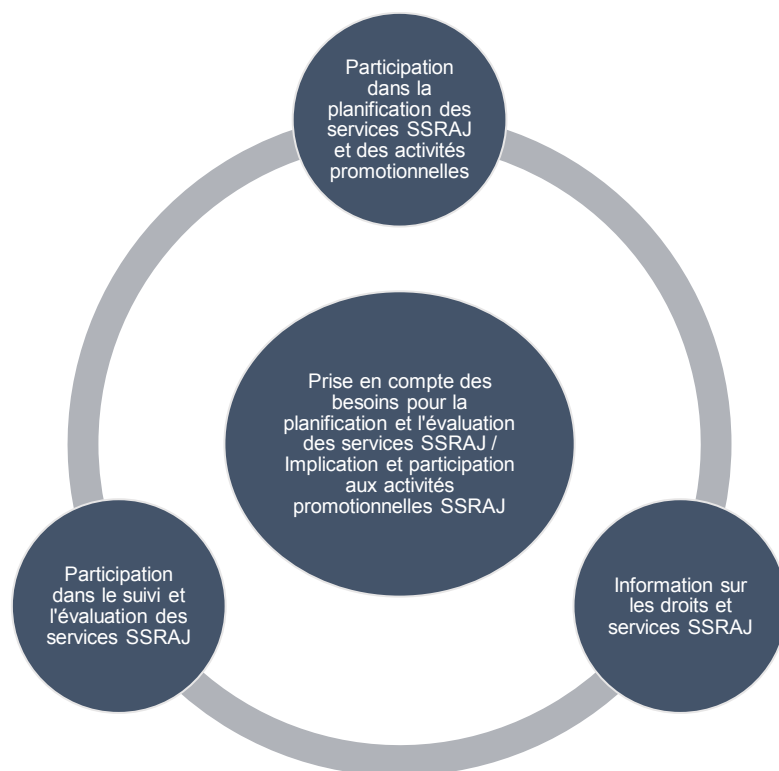 Participation
dans la
planification des
services SSRAJ
et des activités
promotionnelles
Prise en compte des
besoins pour la
planification et l'évaluation
des services SSRAJ /
Implication et participation
aux activités
promotionnelles SSRAJ
Participation
dans le suivi et
l'évaluation des
services SSRAJ
Information sur
les droits et
services SSRAJ